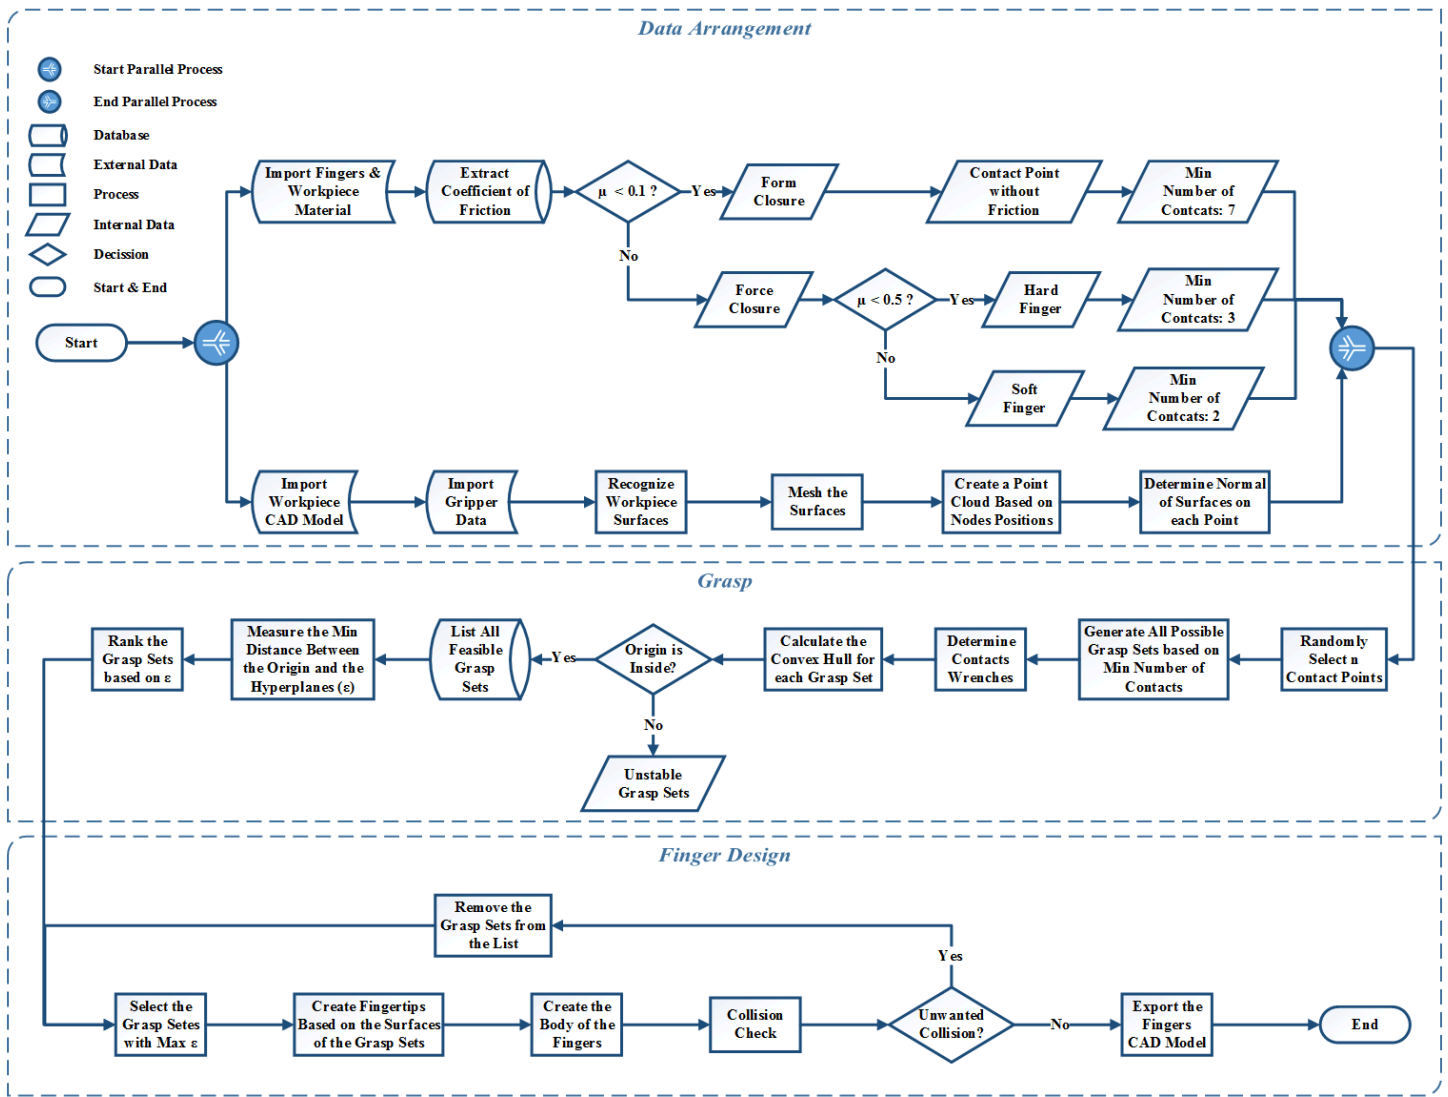 Data Arrangement
Start Parallel Process
End Parallel Process
Database
External Data
Process
Internal Data
Decission
Start & End
Start
Import Fingers &
Workpiece
Material
Extract
Coefficient of
Friction
μ < 0.1 ?
Yes
Form
Closure
Contact Point
without
Friction
Min
Number of
Contcats: 7
No
Force
Closure
μ < 0.5 ?
Yes
Hard
Finger
Min
Number of
Contcats: 3
No
Soft
Finger
Min
Number of
Contcats: 2
Import
Workpiece
CAD Model
Import
Gripper
Data
Recognize
Workpiece
Surfaces
Mesh the
Surfaces
Create a Point
Cloud Based on
Nodes Positions
Determine Normal
of Surfaces on
each Point
Grasp
Rank the
Grasp Sets
based on ε
Measure the Min
Distance Between
the Origin and the
Hyperplanes (ε)
List All
Feasible
Grasp
Sets
Yes
Origin is
Inside?
Calculate the
Convex Hull for
each Grasp Set
Determine
Contacts
Wrenches
Generate All Possible
Grasp Sets based on
Min Number of
Contacts
Randomly
Select n
Contact Points
No
Unstable
Grasp Sets
Finger Design
Remove the
Grasp Sets from
the List
Yes
Select the
Grasp Setes
with Max ε
Create Fingertips
Based on the Surfaces
of the Grasp Sets
Create the
Body of the
Fingers
Collision
Check
Unwanted
Collision?
No
Export the
Fingers
CAD Model
End